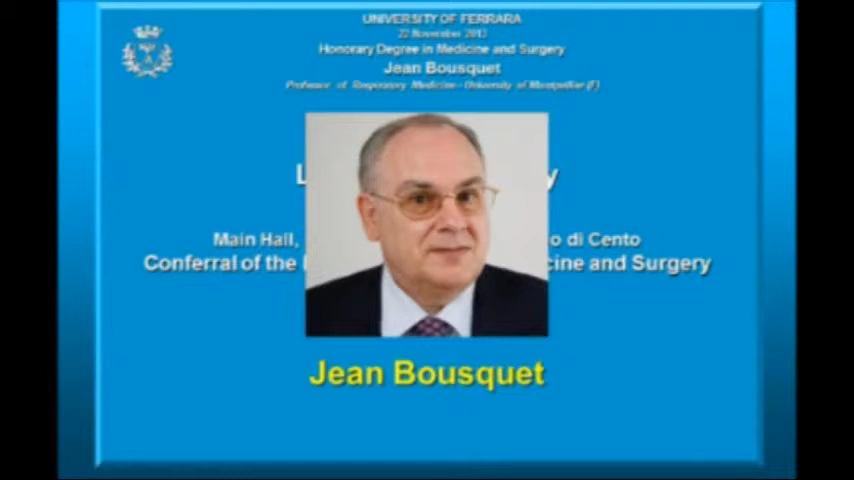 UNIVERSITY OF FERRARA
22 November 2013
Honorary Degree in Medicine and Surgery
Jean Bousquet
Professor of Respiratory Medicine - University of Montpellier (F)
Main Hall, di Cento
Conferral of the and Surgery
Jean Bousquet